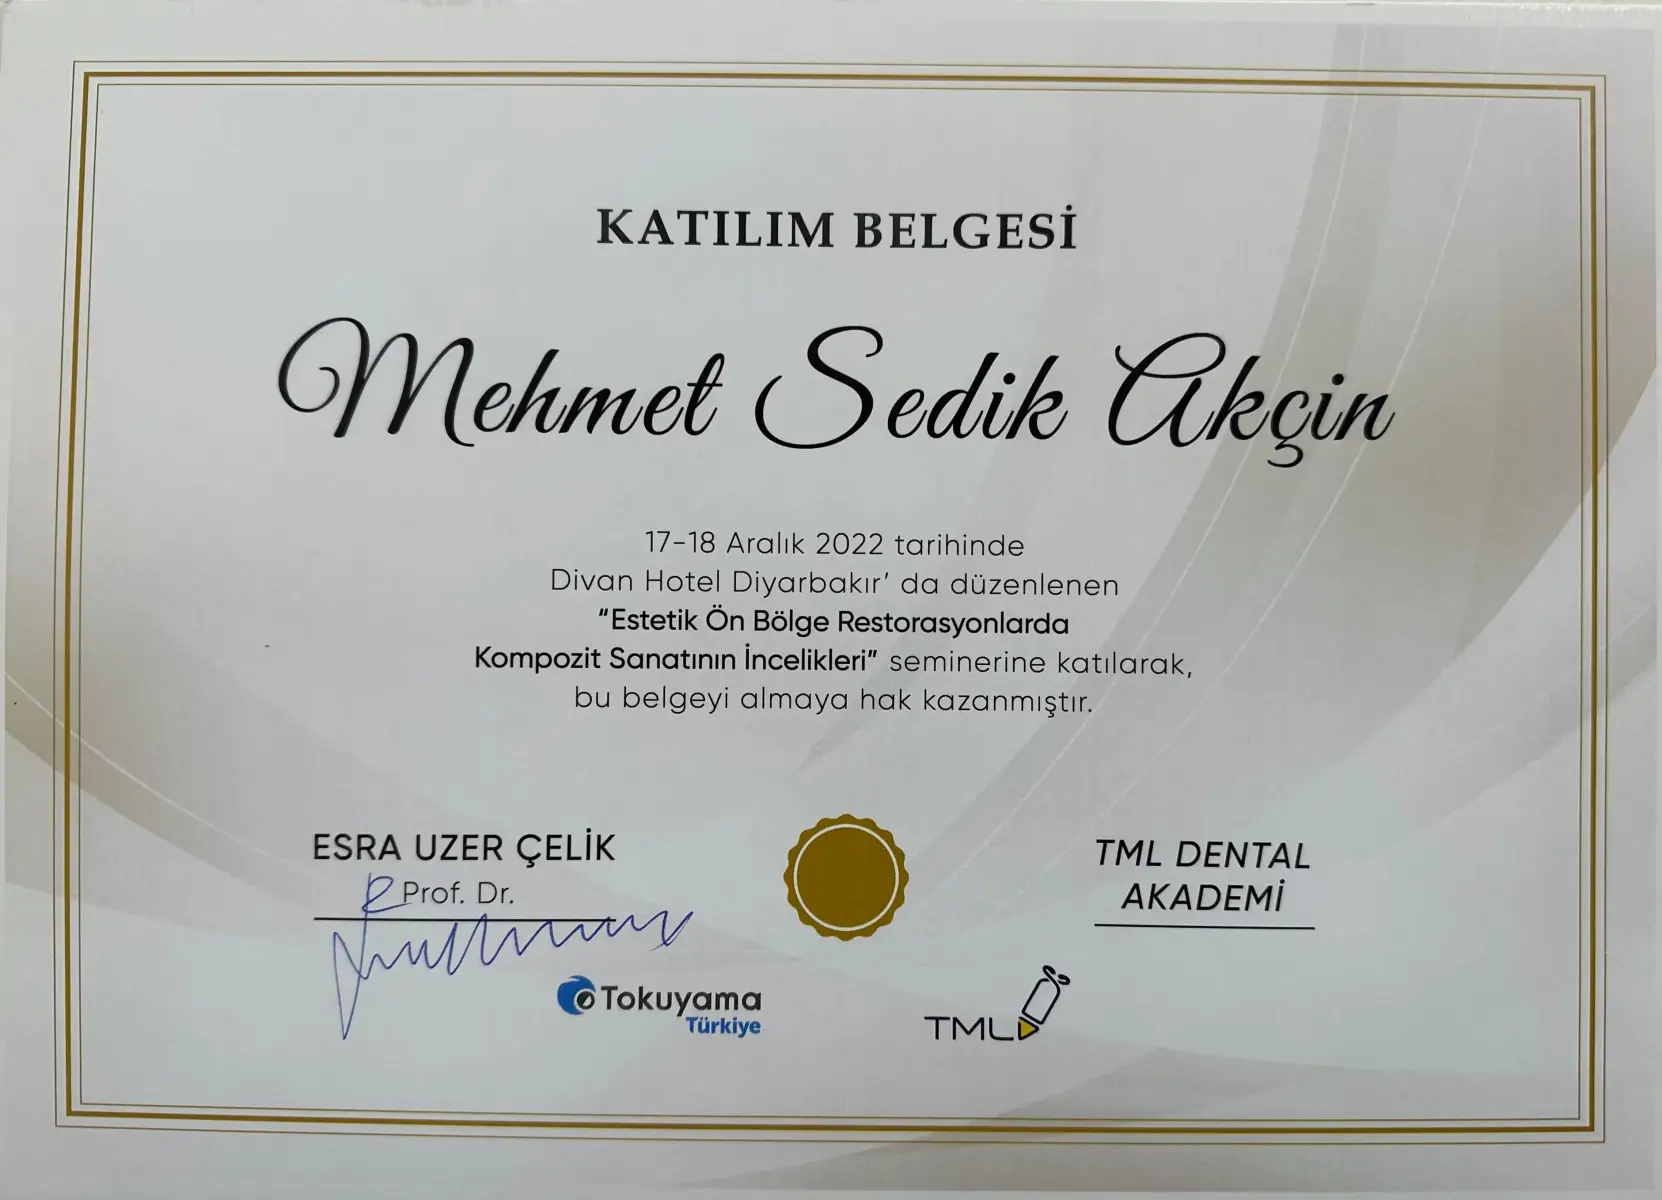 KATILIM BELGESİ
Mehmet Sedik Akçin
17-18 Aralık 2022 tarihinde
Divan Hotel Diyarbakır' da düzenlenen
"Estetik Ön Bölge Restorasyonlarda
Kompozit Sanatının İncelikleri" seminerine katılarak,
bu belgeyi almaya hak kazanmıştır.
ESRA UZER ÇELİK
Prof. Dr.
TML DENTAL
AKADEMİ
Tokuyama
Türkiye
TML